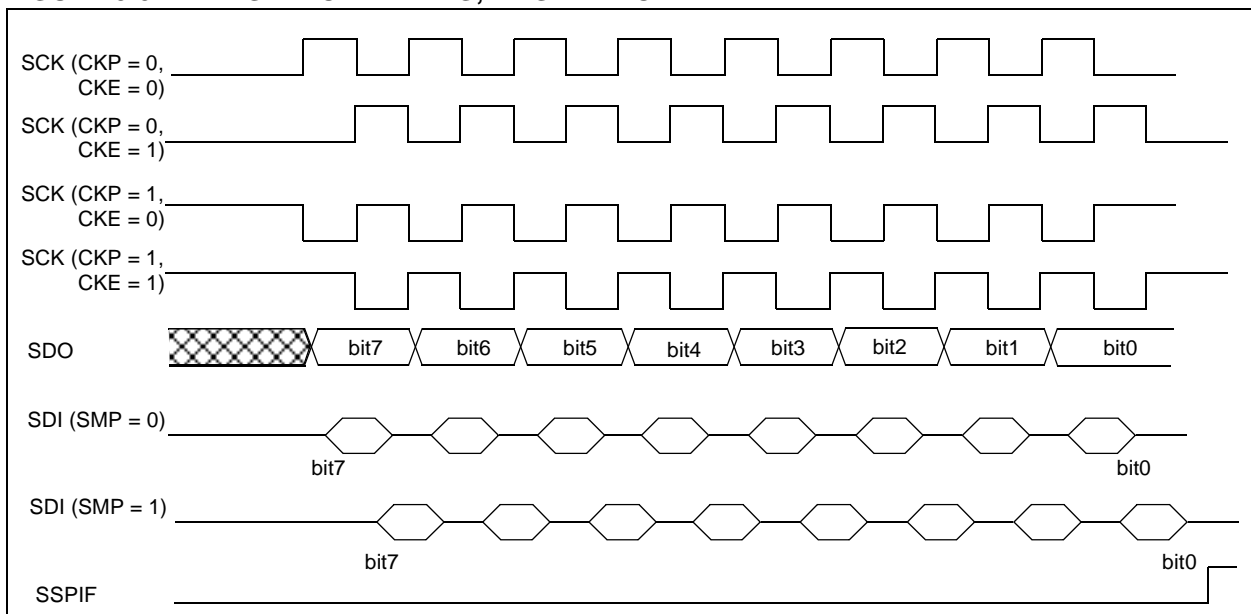 SCK (CKP = 0,
CKE = 0)
SCK (CKP = 0,
CKE = 1)
SCK (CKP = 1,
CKE = 0)
SCK (CKP = 1,
CKE = 1)
SDO bit7 bit6 bit5 bit4 bit3 bit2 bit1 bit0
SDI (SMP = 0)
bit7 bit0
SDI (SMP = 1)
bit7 bit0
SSPIF